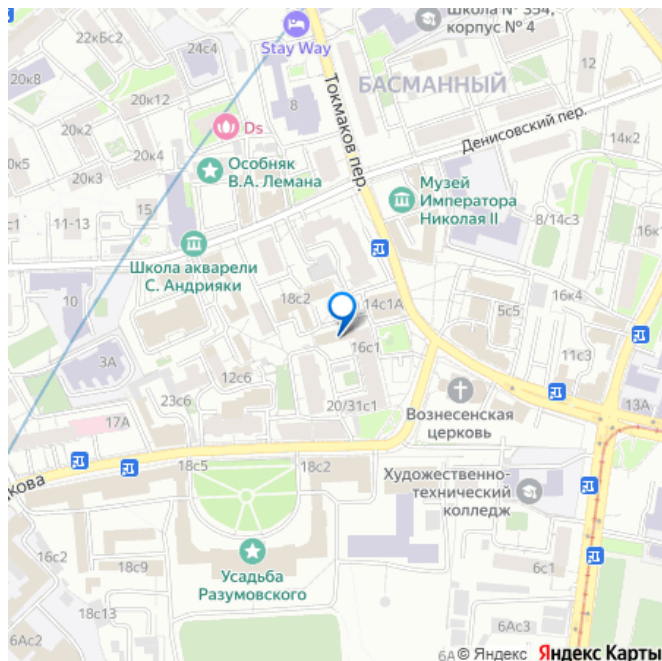 Школа № 354,
корпус № 4
22кБс2
24с4
Stay Way
20к8
20к12
8
Токмаков пер.
БАСМАННЫЙ
12
20к2
Ds
Денисовский пер.
14к2
20к5
20к4
20к3
Особняк
В.А. Лемана
Музей
Императора
Николая II
11-13
15
8/14с3
Школа акварели
С. Андрияки
10
18с2
14с1А
16к4
5с5
3А
16с1
11с3
12с6
23с6
20/31с1
17А
Вознесенская
церковь
13А
18с5
18с2
кова
Художественно-
технический
колледж
16с2
18с9
Усадьба
Разумовского
6с1
18с13
6Ас3
6Ас2
6А
© Яндекс
Яндекс Карты